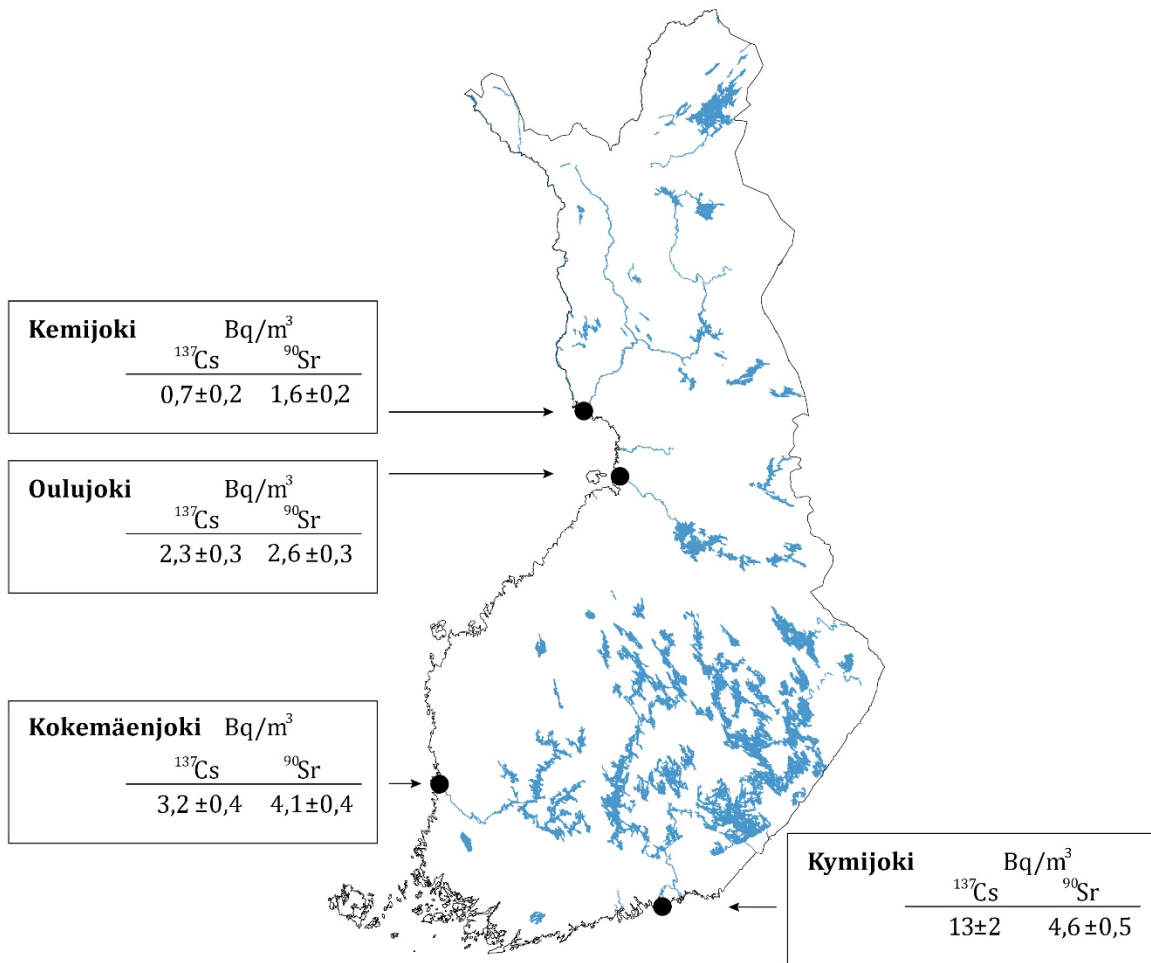 Kemijoki Bq/m³
¹³⁷Cs ⁹⁰Sr
0,7±0,2 1,6±0,2
Oulujoki Bq/m³
¹³⁷Cs ⁹⁰Sr
2,3±0,3 2,6±0,3
Kokemäenjoki Bq/m³
¹³⁷Cs ⁹⁰Sr
3,2±0,4 4,1±0,4
Kymijoki Bq/m³
¹³⁷Cs ⁹⁰Sr
13±2 4,6±0,5